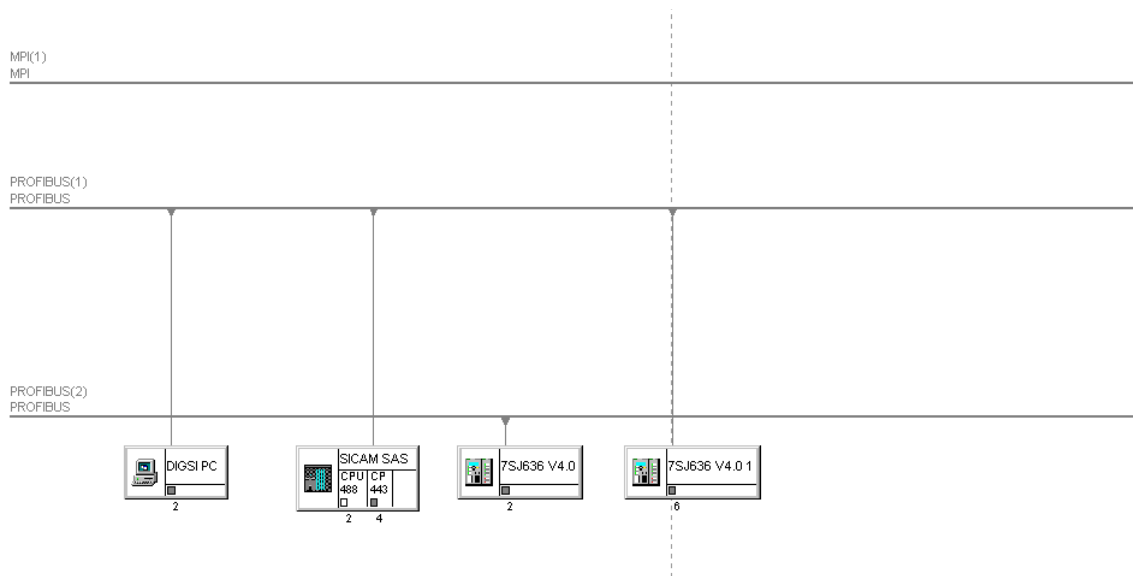 MPI(1)
MPI
PROFIBUS(1)
PROFIBUS
PROFIBUS(2)
PROFIBUS
DIGSI PC
2
SICAM SAS
CPU CP
488 443
2 4
7SJ636 V4.0
2
7SJ636 V4.0 1
6